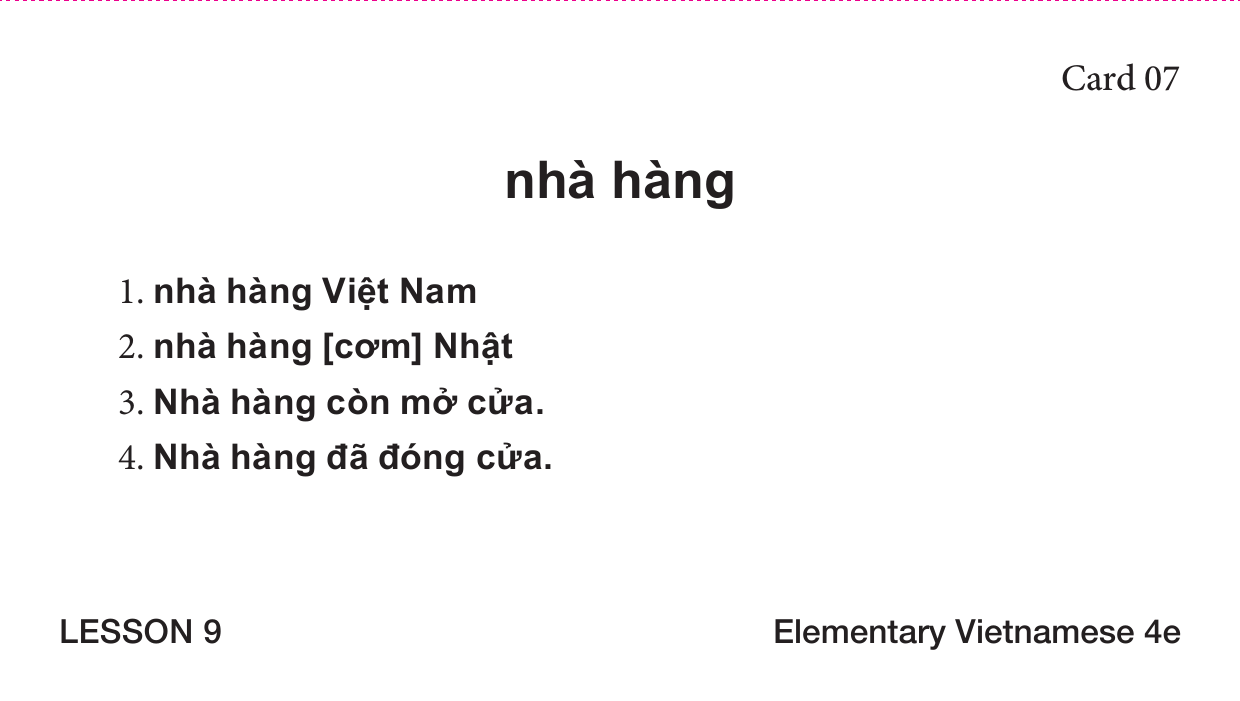 Card 07
nhà hàng
1. nhà hàng Việt Nam
2. nhà hàng [cơm] Nhật
3. Nhà hàng còn mở cửa.
4. Nhà hàng đã đóng cửa.
LESSON 9
Elementary Vietnamese 4e